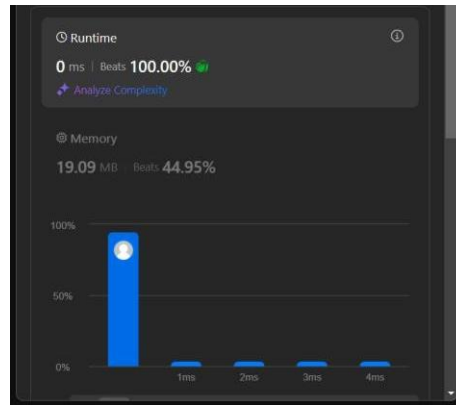 Runtime
0 ms | Beats 100.00%
Analyze Complexity
Memory
19.09 MB | Beats 44.95%
100%
50%
0%
1ms 2ms 3ms 4ms